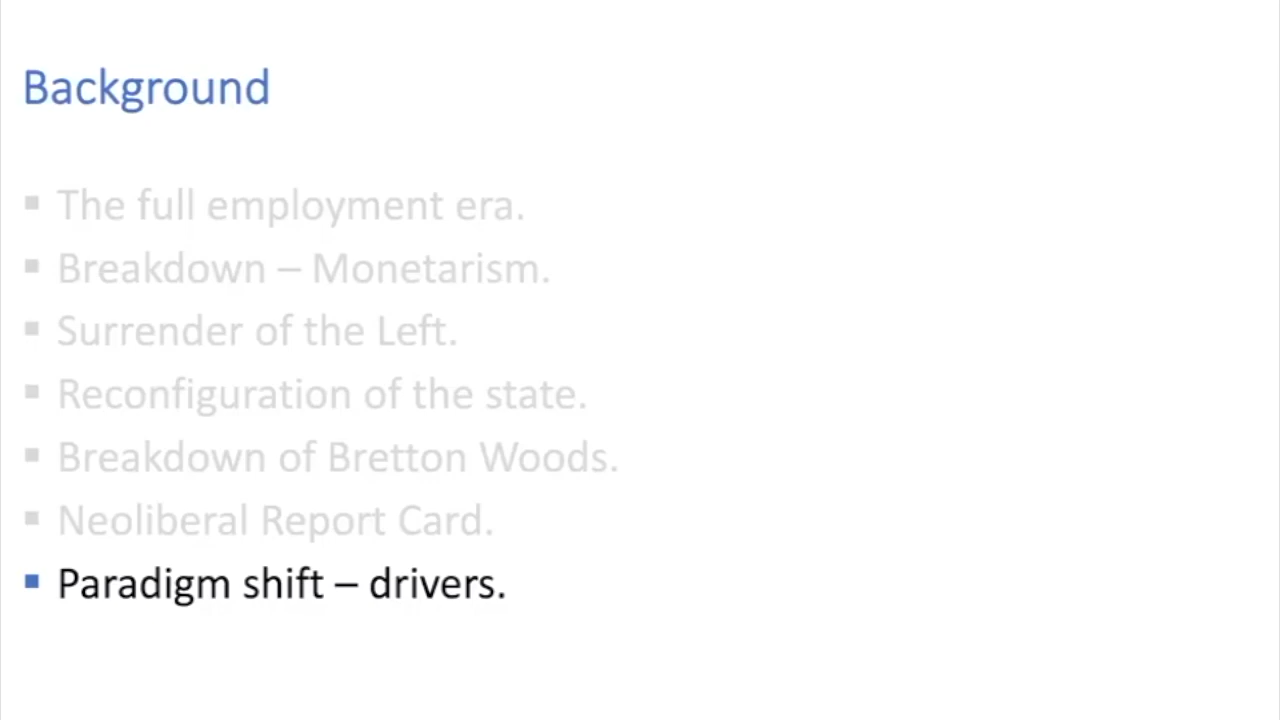 Background
▪ The full employment era.
▪ Breakdown – Monetarism.
▪ Surrender of the Left.
▪ Reconfiguration of the state.
▪ Breakdown of Bretton Woods.
▪ Neoliberal Report Card.
▪ Paradigm shift – drivers.